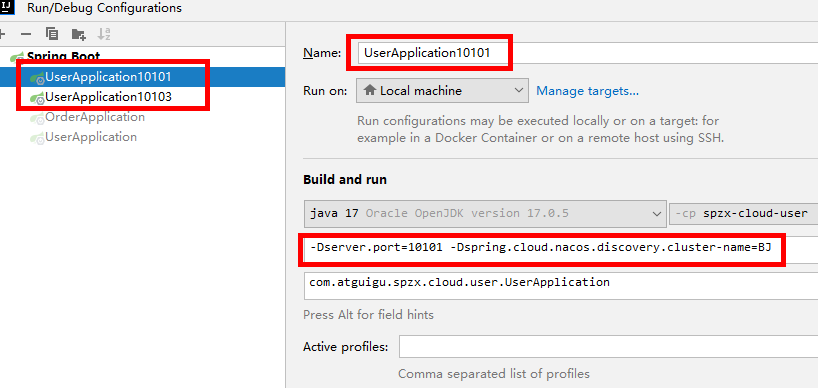 IJ Run/Debug Configurations
Spring Boot
UserApplication10101
UserApplication10103
OrderApplication
UserApplication
Name: UserApplication10101
Run on: Local machine Manage targets...
Run configurations may be executed locally or on a target: for
example in a Docker Container or on a remote host using SSH.
Build and run
java 17 Oracle OpenJDK version 17.0.5 -cp spzx-cloud-user
-Dserver.port=10101 -Dspring.cloud.nacos.discovery.cluster-name=BJ
com.atguigu.spzx.cloud.user.UserApplication
Press Alt for field hints
Active profiles:
Comma separated list of profiles